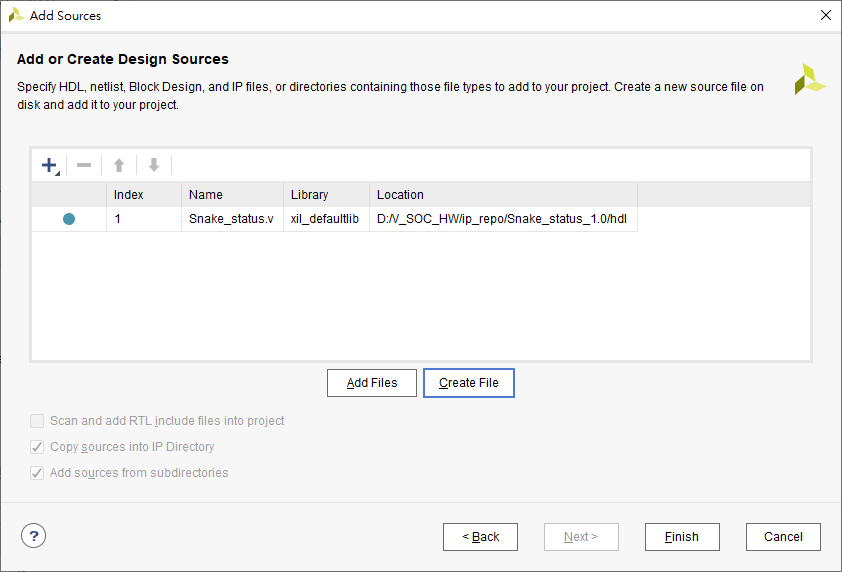 Add Sources
Add or Create Design Sources
Specify HDL, netlist, Block Design, and IP files, or directories containing those file types to add to your project. Create a new source file on
disk and add it to your project.
Index Name Library Location
1 Snake_status.v xil_defaultlib D:/V_SOC_HW/ip_repo/Snake_status_1.0/hdl
Add Files Create File
Scan and add RTL include files into project
Copy sources into IP Directory
Add sources from subdirectories
? < Back Next > Finish Cancel